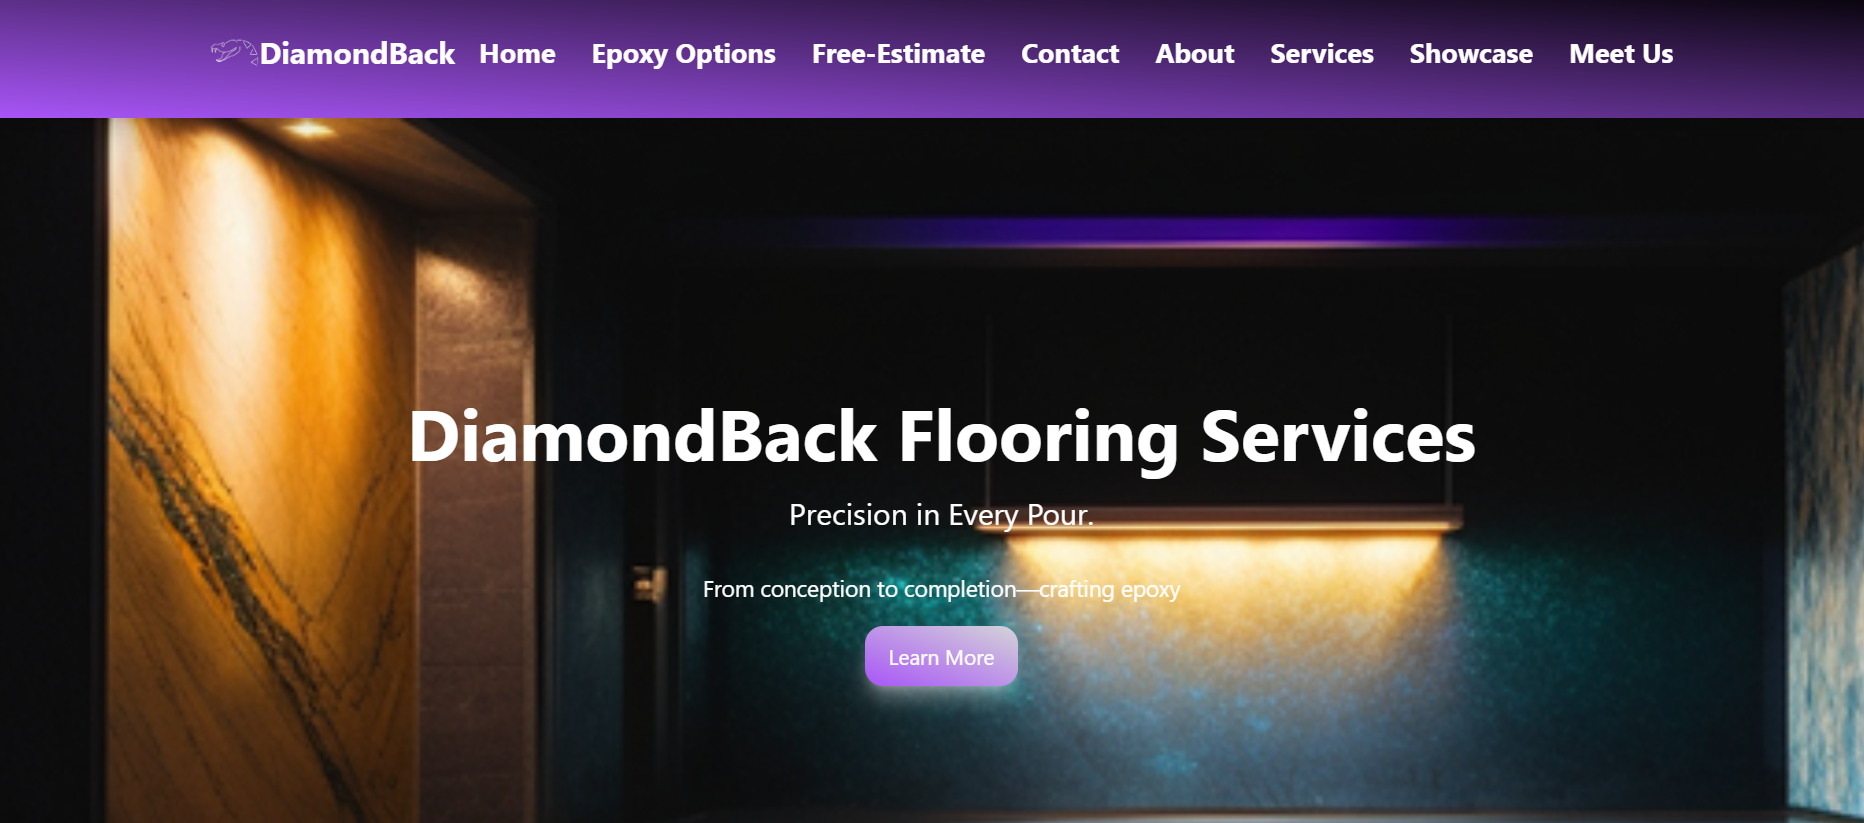 DiamondBack Home Epoxy Options Free-Estimate Contact About Services Showcase Meet Us
DiamondBack Flooring Services
Precision in Every Pour.
From conception to completion—crafting epoxy
Learn More